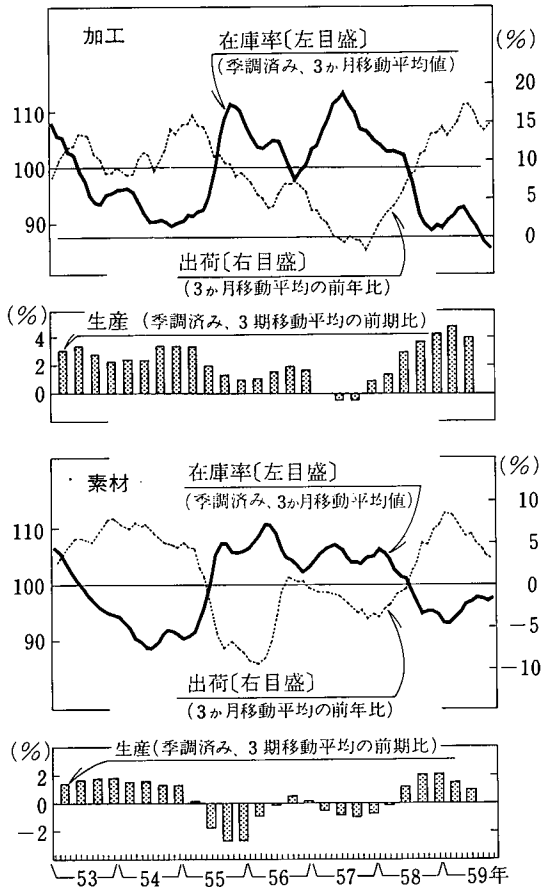 加工
在庫率〔左目盛〕
(季調済み、3か月移動平均値)
(%)
20
110
15
100
10
5
90
0
出荷〔右目盛〕
(3か月移動平均の前年比)
(%)
生産(季調済み、3期移動平均の前期比)
4
2
0
素材
在庫率〔左目盛〕
(季調済み、3か月移動平均値)
(%)
10
110
5
100
0
-5
90
-10
出荷〔右目盛〕
(3か月移動平均の前年比)
(%)
生産(季調済み、3期移動平均の前期比)
2
0
-2
53 54 55 56 57 58 59年